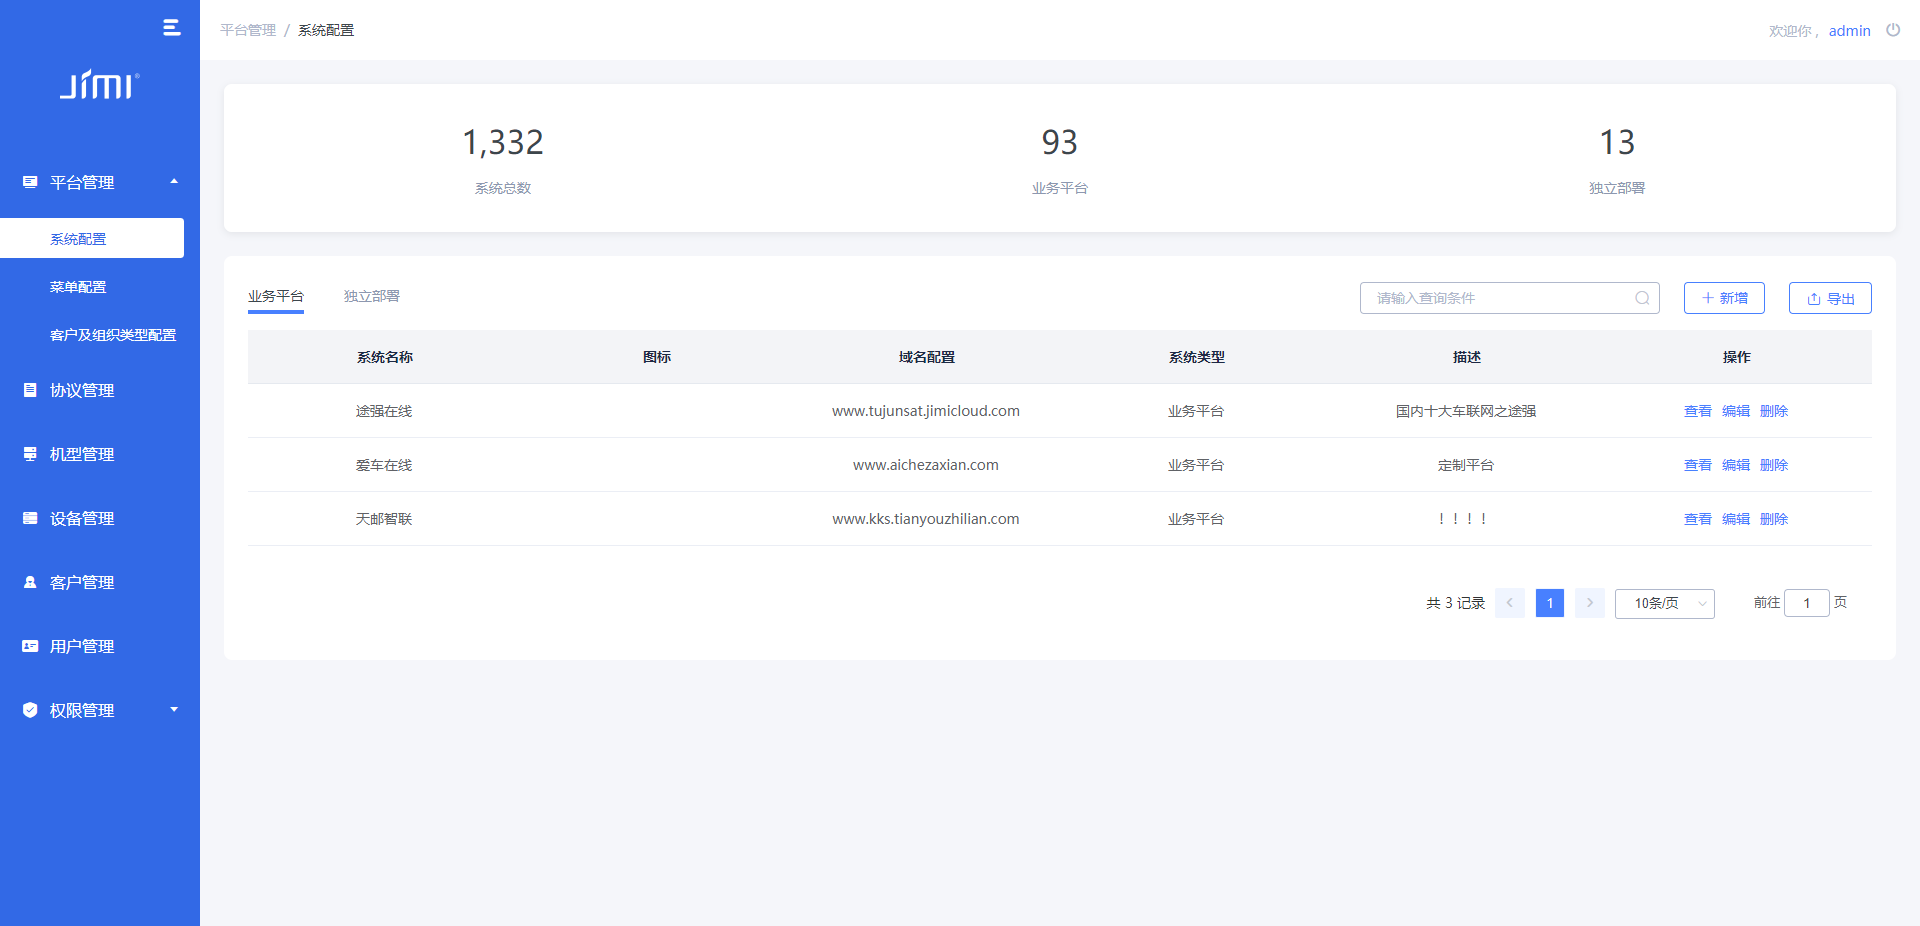 平台管理 / 系统配置
欢迎你 , admin
JIMI®
平台管理
系统配置
菜单配置
客户及组织类型配置
协议管理
机型管理
设备管理
客户管理
用户管理
权限管理
1,332
系统总数
93
业务平台
13
独立部署
业务平台 独立部署
请输入查询条件
新增
导出
系统名称 图标 域名配置 系统类型 描述 操作
途强在线 www.tujunsat.jimicloud.com 业务平台 国内十大车联网之途强 查看 编辑 删除
爱车在线 www.aichezaxian.com 业务平台 定制平台 查看 编辑 删除
天邮智联 www.kks.tianyouzhilian.com 业务平台 ！！！！ 查看 编辑 删除
共 3 记录 1 10条/页 前往 1 页